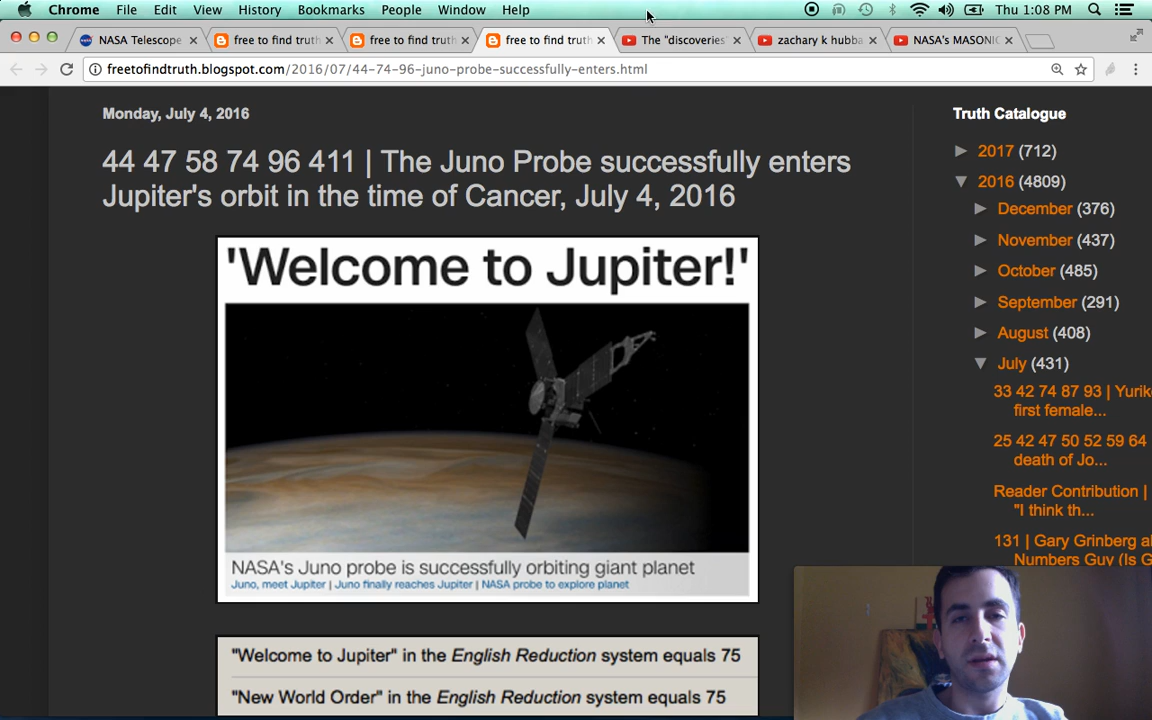 Chrome File Edit View History Bookmarks People Window Help Thu 1:08 PM
NASA Telescope
free to find truth
free to find truth
free to find truth
The "discoveries"
zachary k hubba
NASA's MASONIC
freetofindtruth.blogspot.com/2016/07/44-74-96-juno-probe-successfully-enters.html
Monday, July 4, 2016
44 47 58 74 96 411 | The Juno Probe successfully enters
Jupiter's orbit in the time of Cancer, July 4, 2016
'Welcome to Jupiter!'
NASA's Juno probe is successfully orbiting giant planet
Juno, meet Jupiter | Juno finally reaches Jupiter | NASA probe to explore planet
"Welcome to Jupiter" in the English Reduction system equals 75
"New World Order" in the English Reduction system equals 75
Truth Catalogue
► 2017 (712)
▼ 2016 (4809)
► December (376)
► November (437)
► October (485)
► September (291)
► August (408)
▼ July (431)
33 42 74 87 93 | Yurik
first female...
25 42 47 50 52 59 64
death of Jo...
Reader Contribution |
"I think th...
131 | Gary Grinberg a
Numbers Guy (Is G